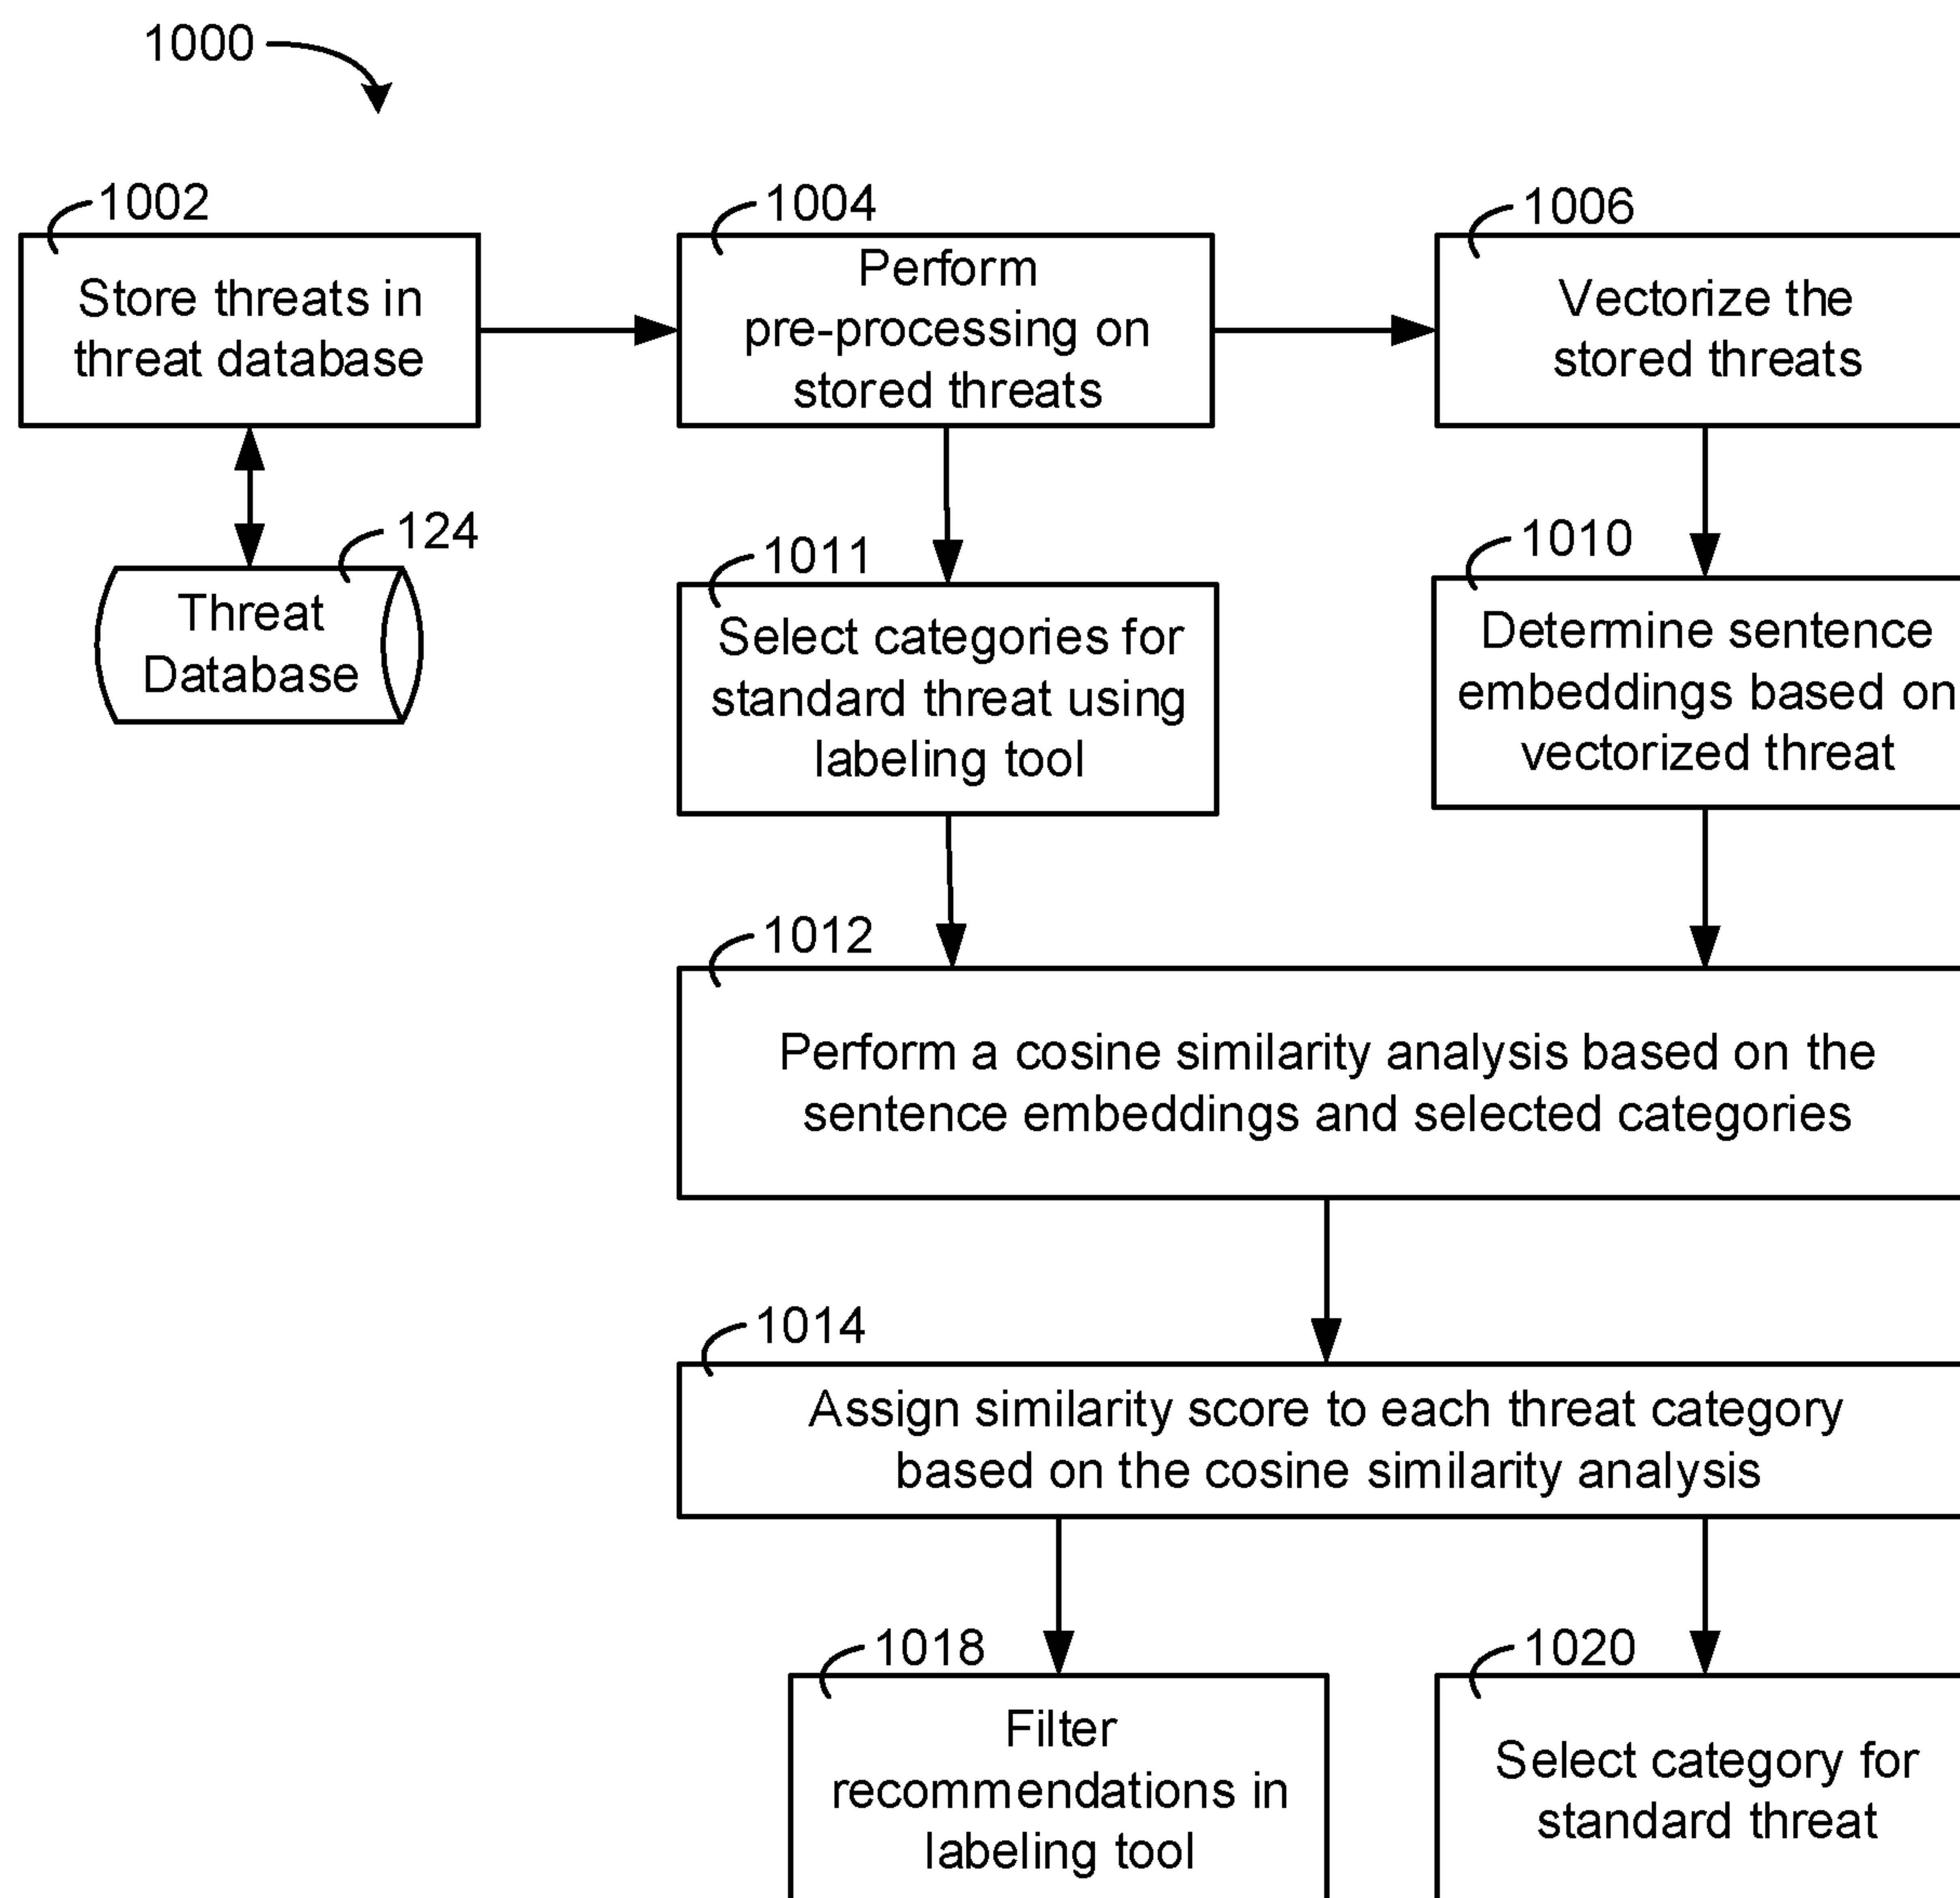 1000
1002
Store threats in
threat database
1004
Perform
pre-processing on
stored threats
1006
Vectorize the
stored threats
124
Threat
Database
1011
Select categories for
standard threat using
labeling tool
1010
Determine sentence
embeddings based on
vectorized threat
1012
Perform a cosine similarity analysis based on the
sentence embeddings and selected categories
1014
Assign similarity score to each threat category
based on the cosine similarity analysis
1018
Filter
recommendations in
labeling tool
1020
Select category for
standard threat